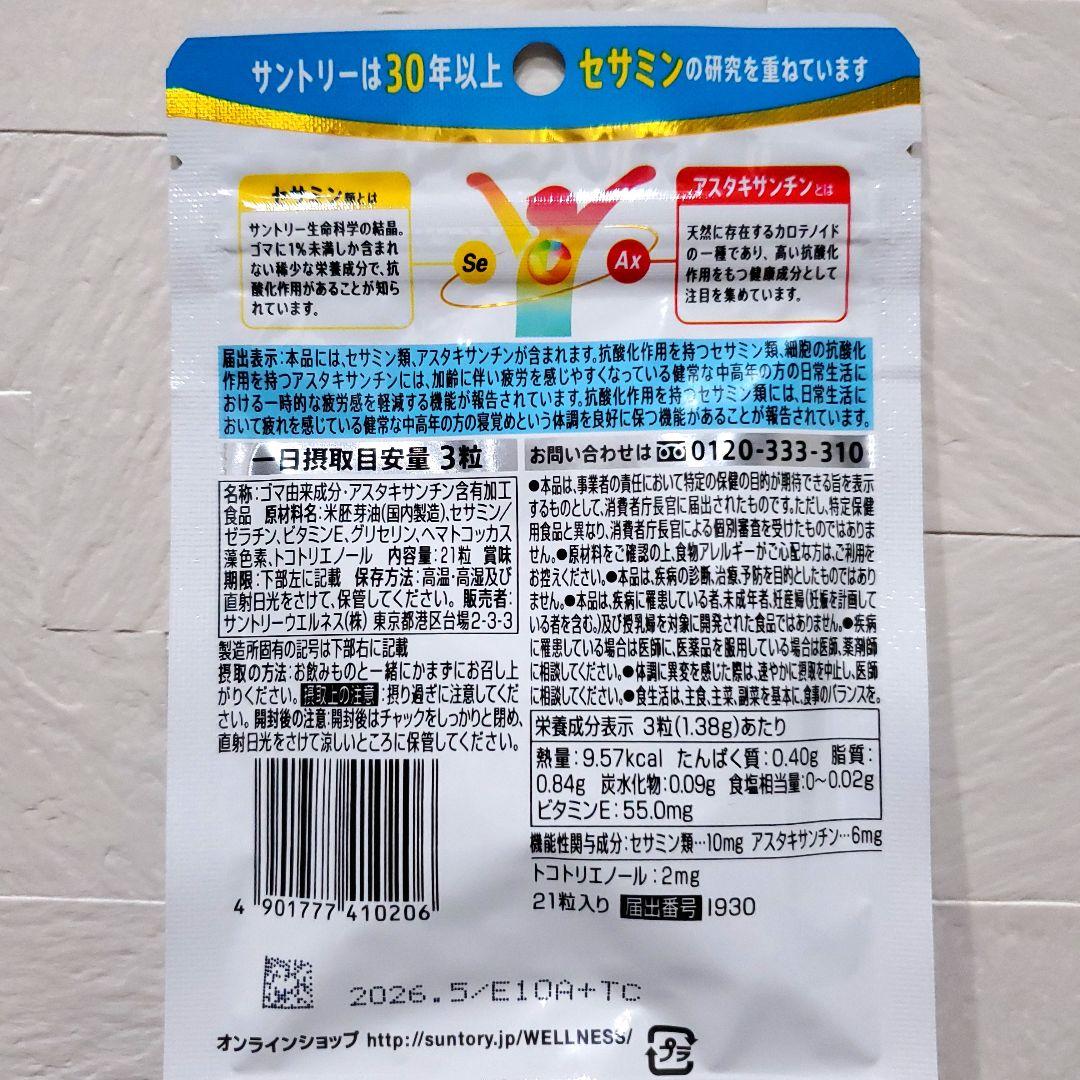 サントリーは30年以上 セサミンの研究を重ねています
セサミン類とは
サントリー生命科学の結晶。
ゴマに1%未満しか含まれ
ない稀少な栄養成分で、抗
酸化作用があることが知ら
れています。
Se
Ax
アスタキサンチンとは
天然に存在するカロテノイド
の一種であり、高い抗酸化
作用をもつ健康成分として
注目を集めています。
届出表示:本品には、セサミン類、アスタキサンチンが含まれます。抗酸化作用を持つセサミン類、細胞の抗酸化
作用を持つアスタキサンチンには、加齢に伴い疲労を感じやすくなっている健常な中高年の方の日常生活に
おける一時的な疲労感を軽減する機能が報告されています。抗酸化作用を持つセサミン類には、日常生活に
おいて疲れを感じている健常な中高年の方の寝覚めという体調を良好に保つ機能があることが報告されています。
一日摂取目安量 3粒
名称:ゴマ由来成分・アスタキサンチン含有加工
食品 原材料名:米胚芽油(国内製造)、セサミン/
ゼラチン、ビタミンE、グリセリン、ヘマトコッカス
藻色素、トコトリエノール 内容量:21粒 賞味
期限:下部左に記載 保存方法:高温・高湿及び
直射日光をさけて、保管してください。 販売者:
サントリーウエルネス(株) 東京都港区台場2-3-3
製造所固有の記号は下部右に記載
摂取の方法:お飲みものと一緒にかまずにお召し上
がりください。 摂取上の注意:摂り過ぎに注意してくだ
さい。 開封後の注意:開封後はチャックをしっかりと閉め、
直射日光をさけて涼しいところに保管してください。
お問い合わせは 0120-333-310
●本品は、事業者の責任において特定の保健の目的が期待できる旨を表示
するものとして、消費者庁長官に届出されたものです。ただし、特定保健
用食品と異なり、消費者庁長官による個別審査を受けたものではありま
せん。●原材料をご確認の上、食物アレルギーがご心配な方は、ご利用を
お控えください。●本品は、疾病の診断、治療、予防を目的としたものではあり
ません。●本品は、疾病に罹患している者、未成年者、妊産婦(妊娠を計画して
いる者を含む。)及び授乳婦を対象に開発された食品ではありません。●疾病
に罹患している場合は医師に、医薬品を服用している場合は医師、薬剤師
に相談してください。●体調に異変を感じた際は、速やかに摂取を中止し、医師
に相談してください。●食生活は、主食、主菜、副菜を基本に、食事のバランスを。
栄養成分表示 3粒(1.38g)あたり
熱量:9.57kcal たんぱく質:0.40g 脂質:
0.84g 炭水化物:0.09g 食塩相当量:0~0.02g
ビタミンE:55.0mg
機能性関与成分:セサミン類…10mg アスタキサンチン…6mg
トコトリエノール:2mg
21粒入り 届出番号 I930
4 901777 410206
2026.5/E10A+TC
オンラインショップ http://suntory.jp/WELLNESS/
プラ